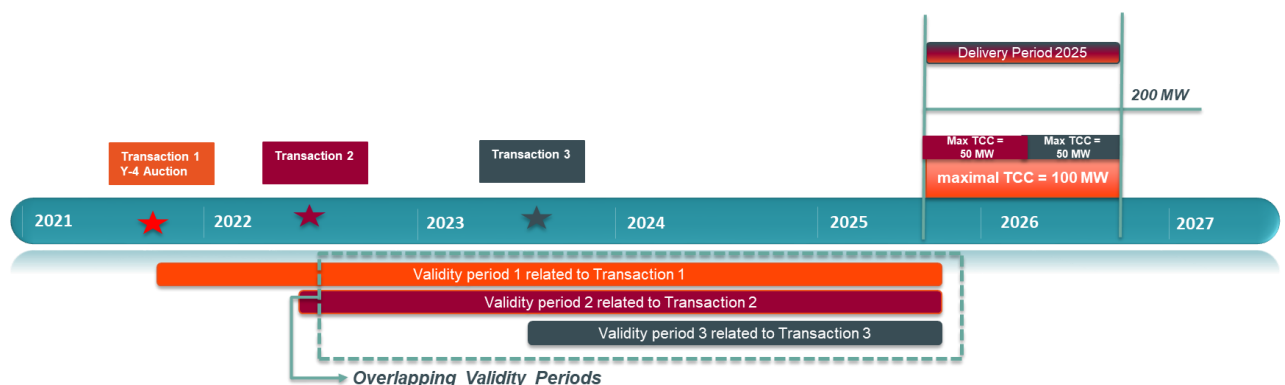 Delivery Period 2025
200 MW
Transaction 1
Y-4 Auction
Transaction 2
Transaction 3
Max TCC =
50 MW
Max TCC =
50 MW
maximal TCC = 100 MW
2021
2022
2023
2024
2025
2026
2027
Validity period 1 related to Transaction 1
Validity period 2 related to Transaction 2
Validity period 3 related to Transaction 3
Overlapping Validity Periods